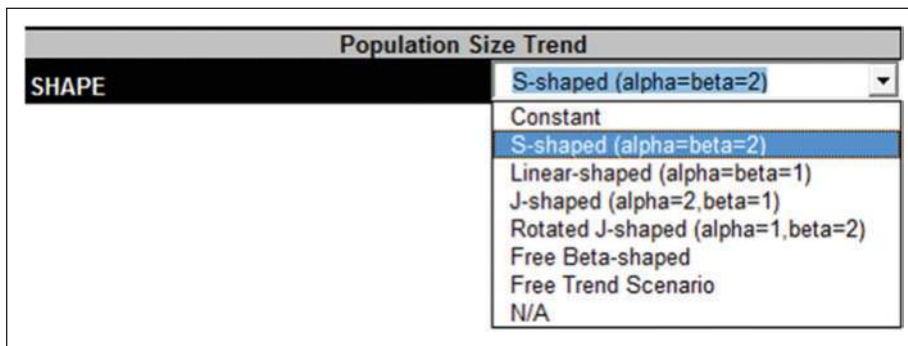 Population Size Trend
SHAPE S-shaped (alpha=beta=2)
Constant
S-shaped (alpha=beta=2)
Linear-shaped (alpha=beta=1)
J-shaped (alpha=2,beta=1)
Rotated J-shaped (alpha=1,beta=2)
Free Beta-shaped
Free Trend Scenario
N/A